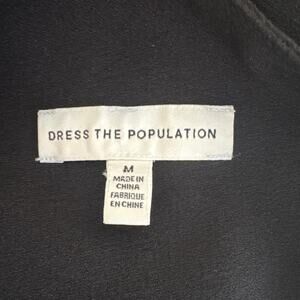 DRESS THE POPULATION
M
MADE IN
CHINA
FABRIQUE
EN CHINE